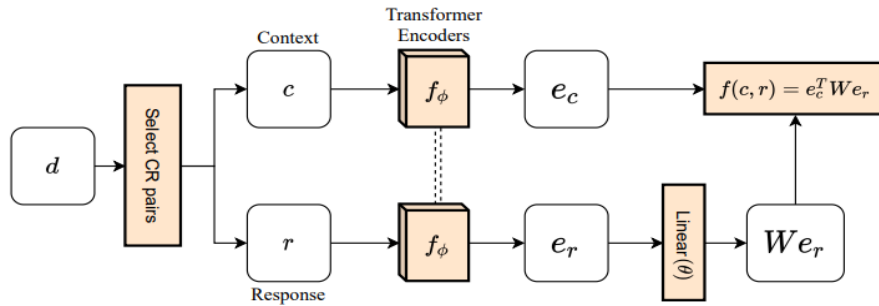 Transformer
Encoders
Context
c
f_ϕ
e_c
f(c, r) = e_c^T W e_r
d
Select CR pairs
r
Response
f_ϕ
e_r
Linear(θ)
We_r